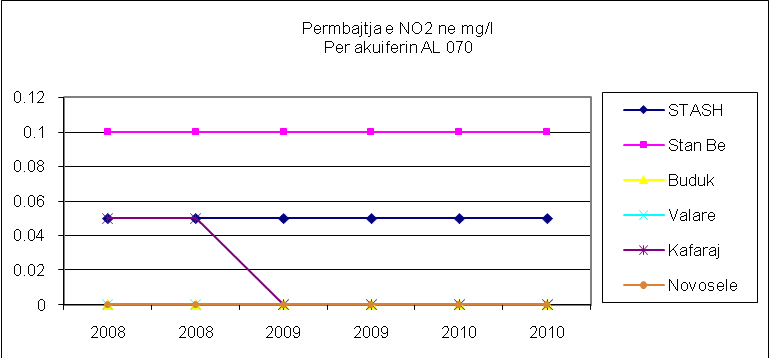 Permbajtja e NO2 ne mg/l
Per akuiferin AL 070
0.12
0.1
0.08
0.06
0.04
0.02
0
2008 2008 2009 2009 2010 2010
STASH
Stan Be
Buduk
Valare
Kafaraj
Novosele